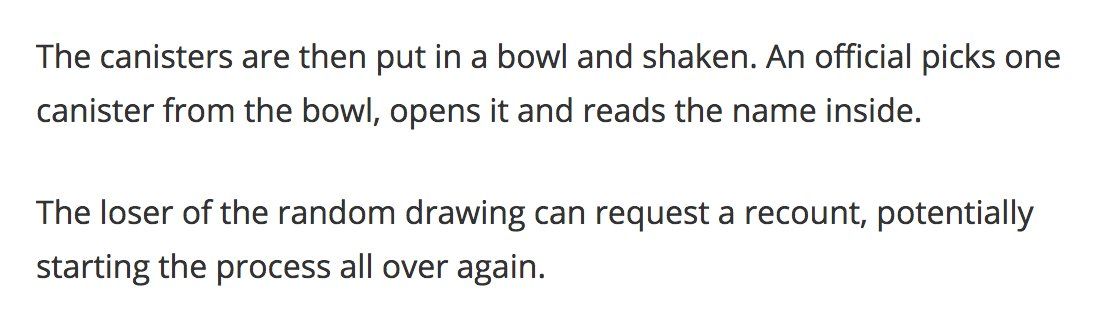 The canisters are then put in a bowl and shaken. An official picks one
canister from the bowl, opens it and reads the name inside.
The loser of the random drawing can request a recount, potentially
starting the process all over again.